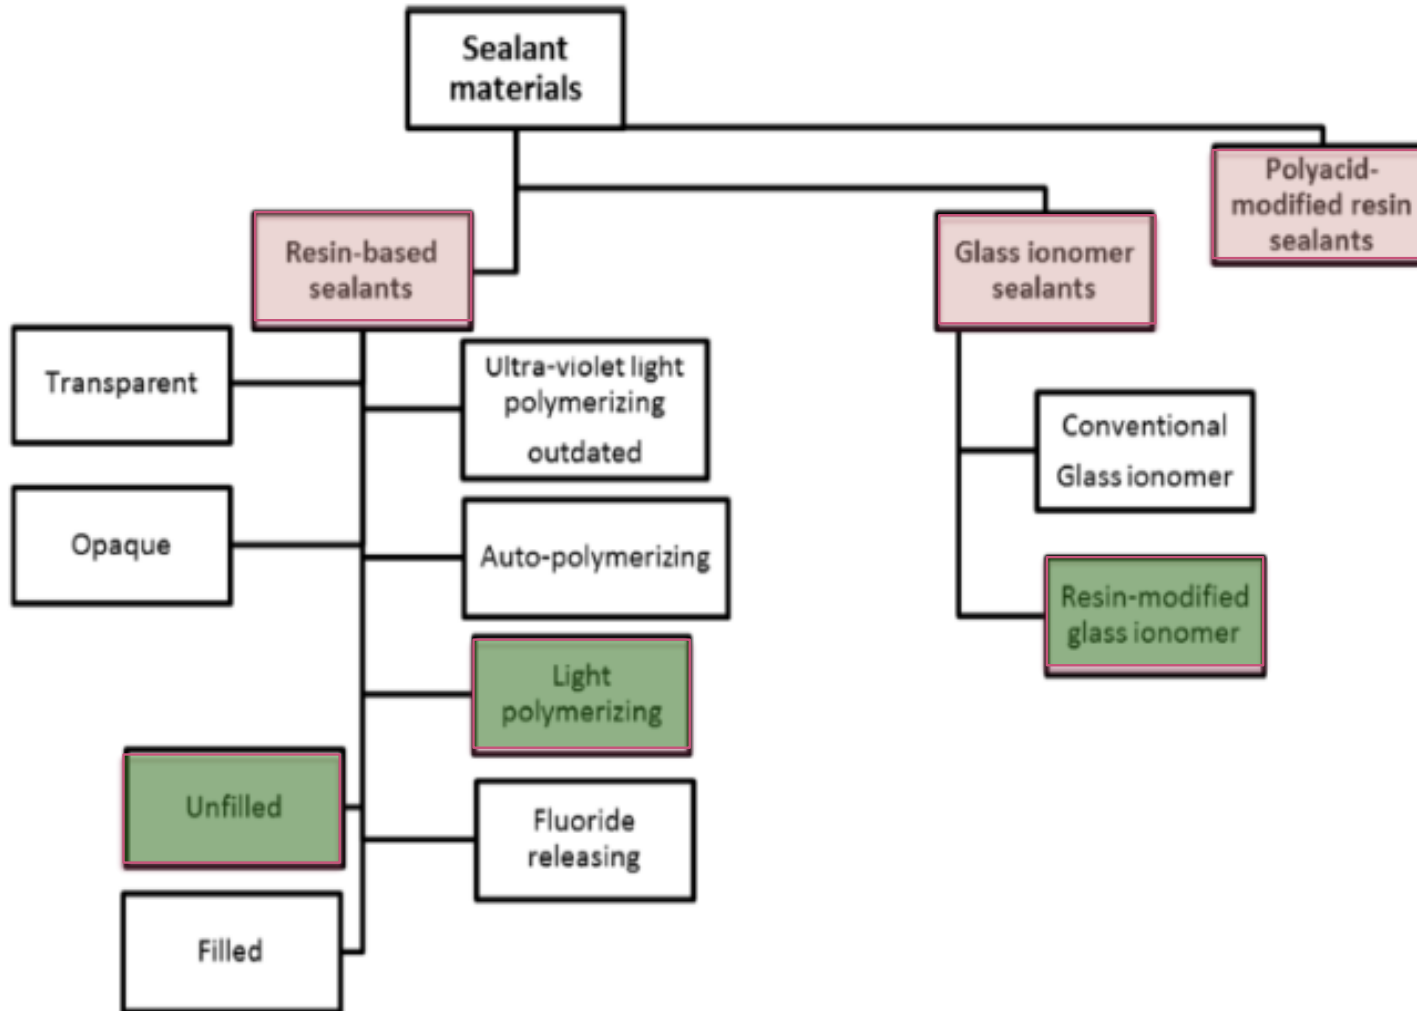 Sealant
materials
Polyacid-
modified resin
sealants
Resin-based
sealants
Glass ionomer
sealants
Transparent
Ultra-violet light
polymerizing
outdated
Conventional
Glass ionomer
Opaque
Auto-polymerizing
Resin-modified
glass ionomer
Light
polymerizing
Unfilled
Fluoride
releasing
Filled